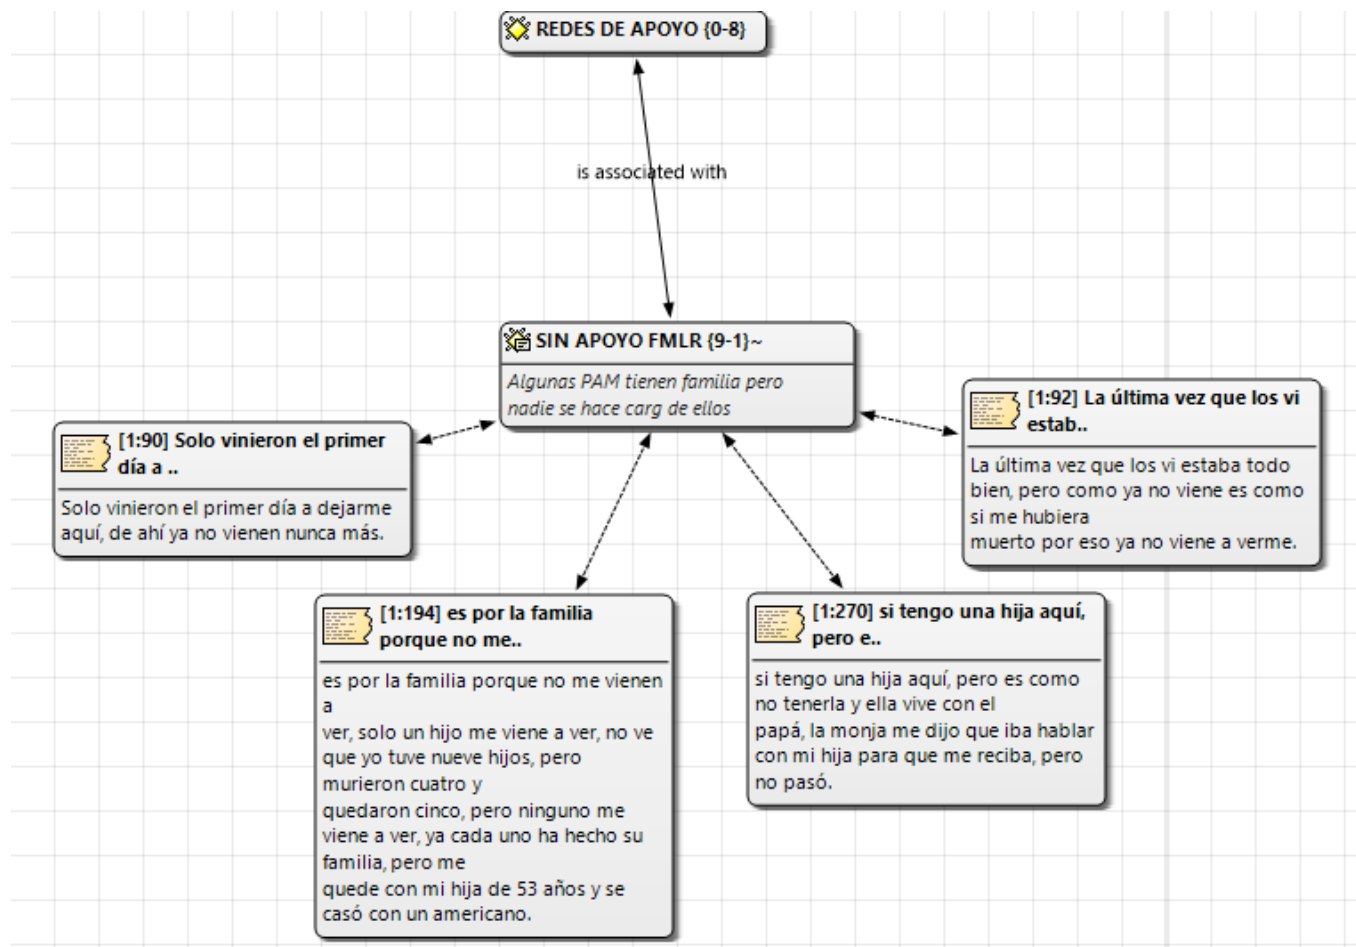 REDES DE APOYO {0-8}
is associated with
SIN APOYO FMLR {9-1}~
Algunas PAM tienen familia pero
nadie se hace carg de ellos
[1:90] Solo vinieron el primer
día a ..
Solo vinieron el primer día a dejarme
aquí, de ahí ya no vienen nunca más.
[1:92] La última vez que los vi
estab..
La última vez que los vi estaba todo
bien, pero como ya no viene es como
si me hubiera
muerto por eso ya no viene a verme.
[1:194] es por la familia
porque no me..
es por la familia porque no me vienen
a
ver, solo un hijo me viene a ver, no ve
que yo tuve nueve hijos, pero
murieron cuatro y
quedaron cinco, pero ninguno me
viene a ver, ya cada uno ha hecho su
familia, pero me
quede con mi hija de 53 años y se
casó con un americano.
[1:270] si tengo una hija aquí,
pero e..
si tengo una hija aquí, pero es como
no tenerla y ella vive con el
papá, la monja me dijo que iba hablar
con mi hija para que me reciba, pero
no pasó.